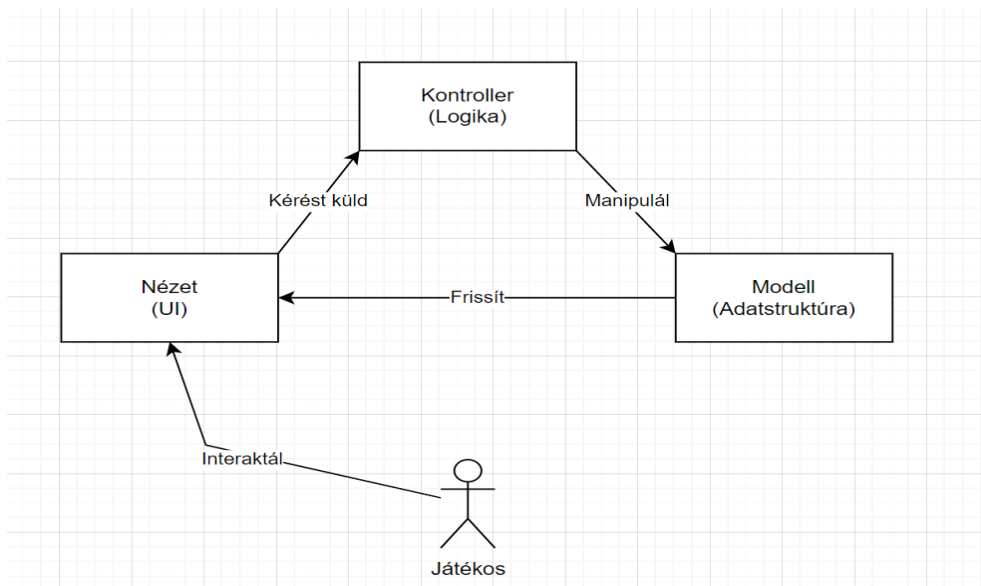 Kontroller
(Logika)
Kérést küld
Manipulál
Nézet
(UI)
Frissít
Modell
(Adatstruktúra)
Interaktál
Játékos